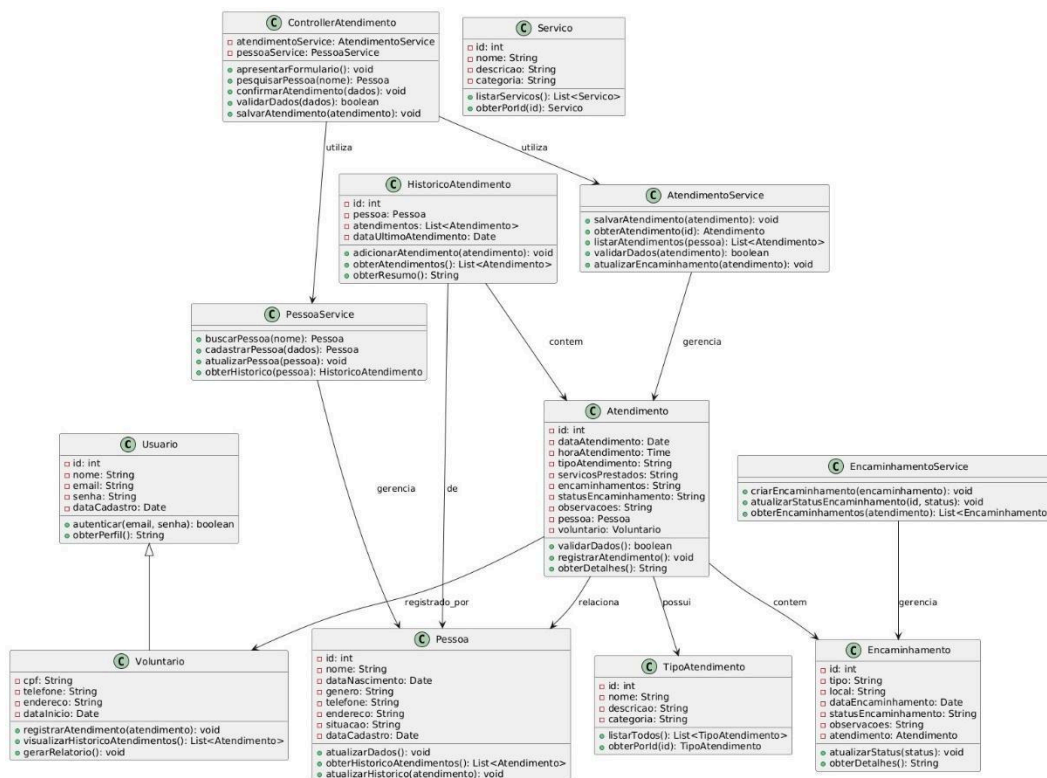 C ControllerAtendimento
atendimentoService: AtendimentoService
pessoaService: PessoaService
apresentarFormulario(): void
pesquisarPessoa(nome): Pessoa
confirmarAtendimento(dados): void
validarDados(dados): boolean
salvarAtendimento(atendimento): void
C Servico
id: int
nome: String
descricao: String
categoria: String
listarServicos(): List<Servico>
obterPorId(id): Servico
utiliza
utiliza
C HistoricoAtendimento
id: int
pessoa: Pessoa
atendimentos: List<Atendimento>
dataUltimoAtendimento: Date
adicionarAtendimento(atendimento): void
obterAtendimentos(): List<Atendimento>
obterResumo(): String
C AtendimentoService
salvarAtendimento(atendimento): void
obterAtendimento(id): Atendimento
listarAtendimentos(pessoa): List<Atendimento>
validarDados(atendimento): boolean
atualizarEncaminhamento(atendimento): void
C PessoaService
buscarPessoa(nome): Pessoa
cadastrarPessoa(dados): Pessoa
atualizarPessoa(pessoa): void
obterHistorico(pessoa): HistoricoAtendimento
contem
gerencia
C Usuario
id: int
nome: String
email: String
senha: String
dataCadastro: Date
autenticar(email, senha): boolean
obterPerfil(): String
gerencia
de
C Atendimento
id: int
dataAtendimento: Date
horaAtendimento: Time
tipoAtendimento: String
servicosPrestados: String
encaminhamentos: String
statusEncaminhamento: String
observacoes: String
pessoa: Pessoa
voluntario: Voluntario
validarDados(): boolean
registrarAtendimento(): void
obterDetalhes(): String
C EncaminhamentoService
criarEncaminhamento(encaminhamento): void
atualizarStatusEncaminhamento(id, status): void
obterEncaminhamentos(atendimento): List<Encaminhamento
registrado_por
relaciona
possui
contem
gerencia
C Voluntario
cpf: String
telefone: String
endereco: String
dataInicio: Date
registrarAtendimento(atendimento): void
visualizarHistoricoAtendimentos(): List<Atendimento>
gerarRelatorio(): void
C Pessoa
id: int
nome: String
dataNascimento: Date
genero: String
telefone: String
endereco: String
situacao: String
dataCadastro: Date
atualizarDados(): void
obterHistoricoAtendimentos(): List<Atendimento>
atualizarHistorico(atendimento): void
C TipoAtendimento
id: int
nome: String
descricao: String
categoria: String
listarTodos(): List<TipoAtendimento>
obterPorId(id): TipoAtendimento
C Encaminhamento
id: int
tipo: String
local: String
dataEncaminhamento: Date
statusEncaminhamento: String
observacoes: String
atendimento: Atendimento
atualizarStatus(status): void
obterDetalhes(): String